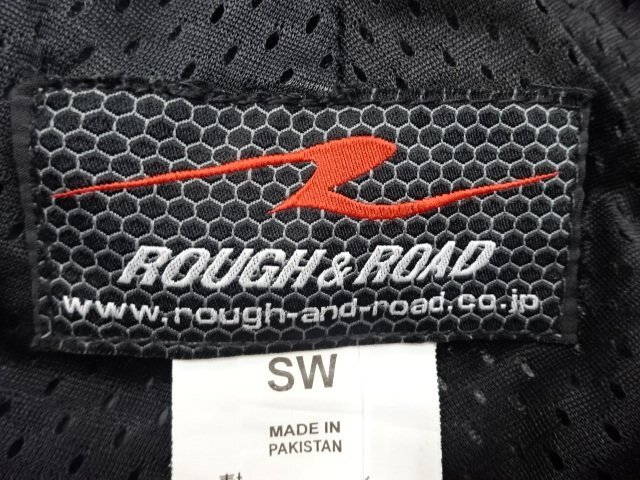 ROUGH & ROAD
www.rough-and-road.co.jp
SW
MADE IN
PAKISTAN